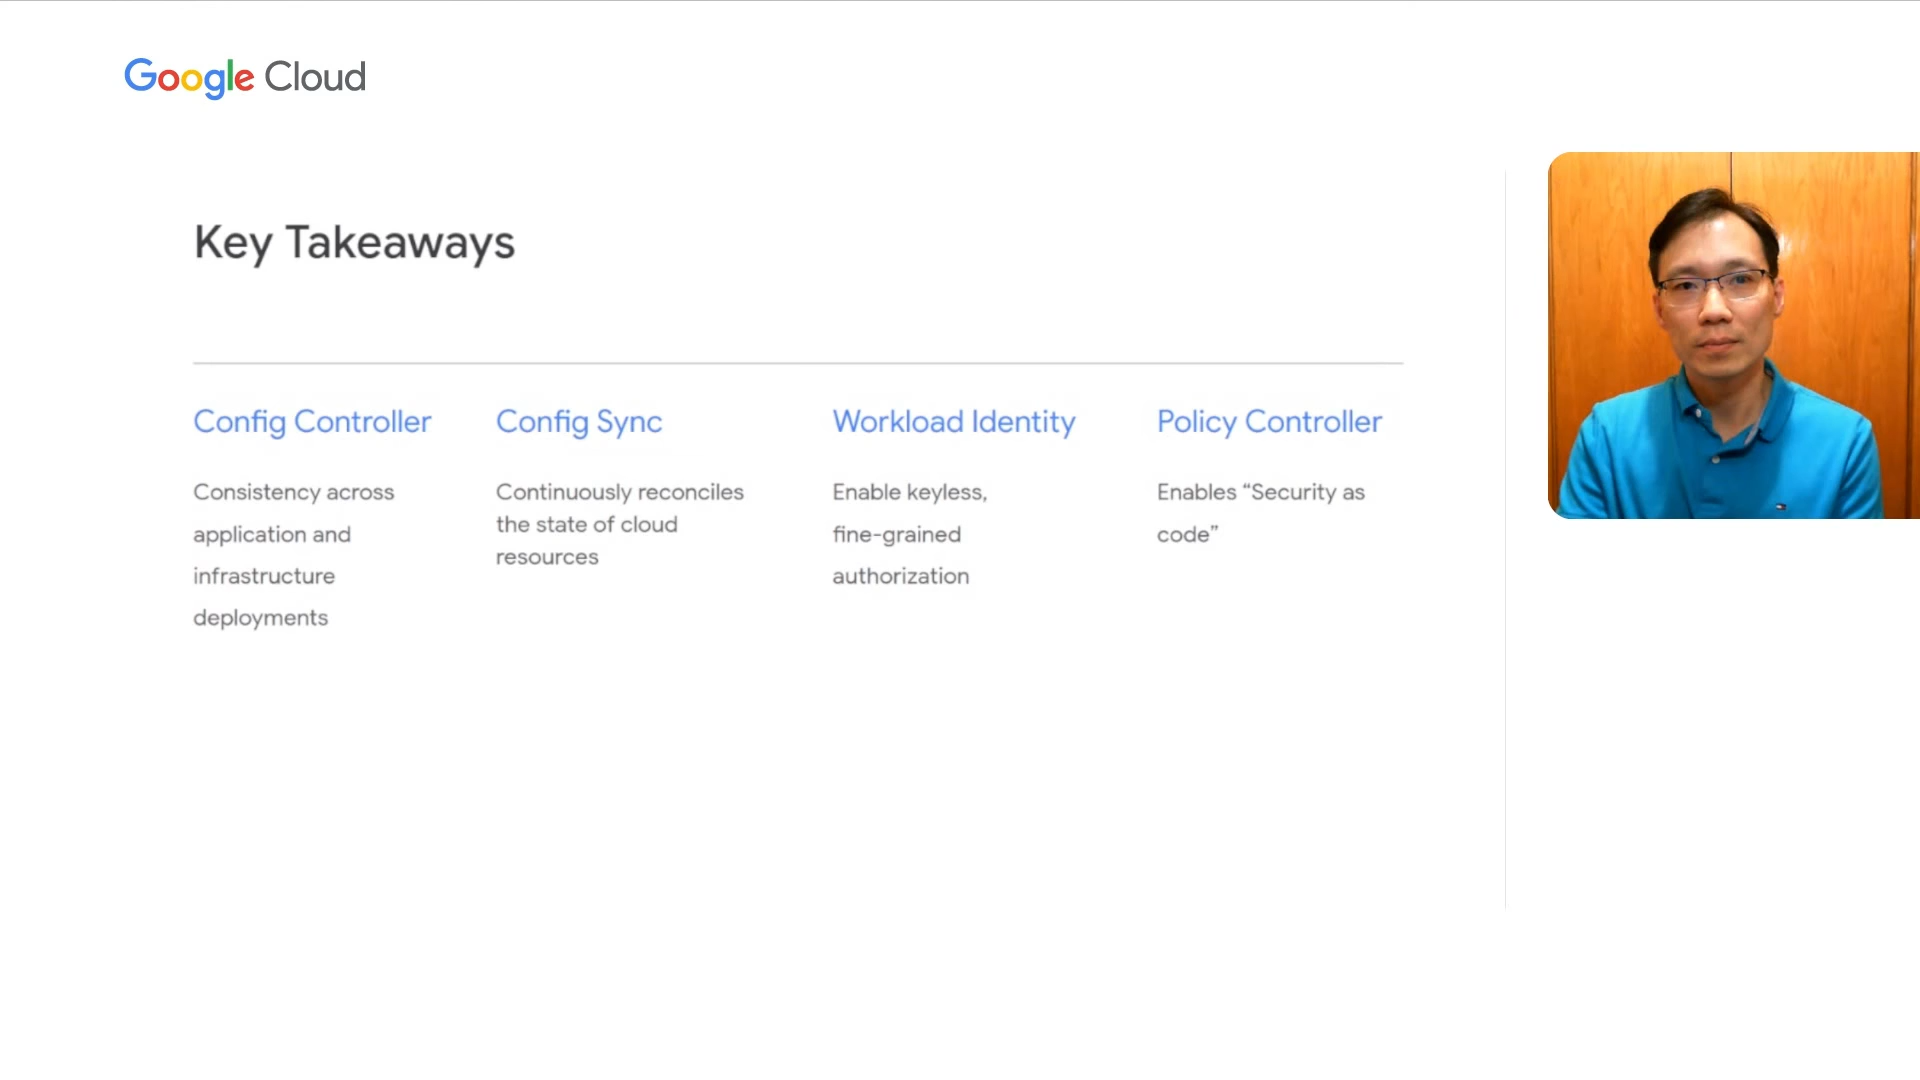 Google Cloud
Key Takeaways
Config Controller
Consistency across
application and
infrastructure
deployments
Config Sync
Continuously reconciles
the state of cloud
resources
Workload Identity
Enable keyless,
fine-grained
authorization
Policy Controller
Enables “Security as
code”